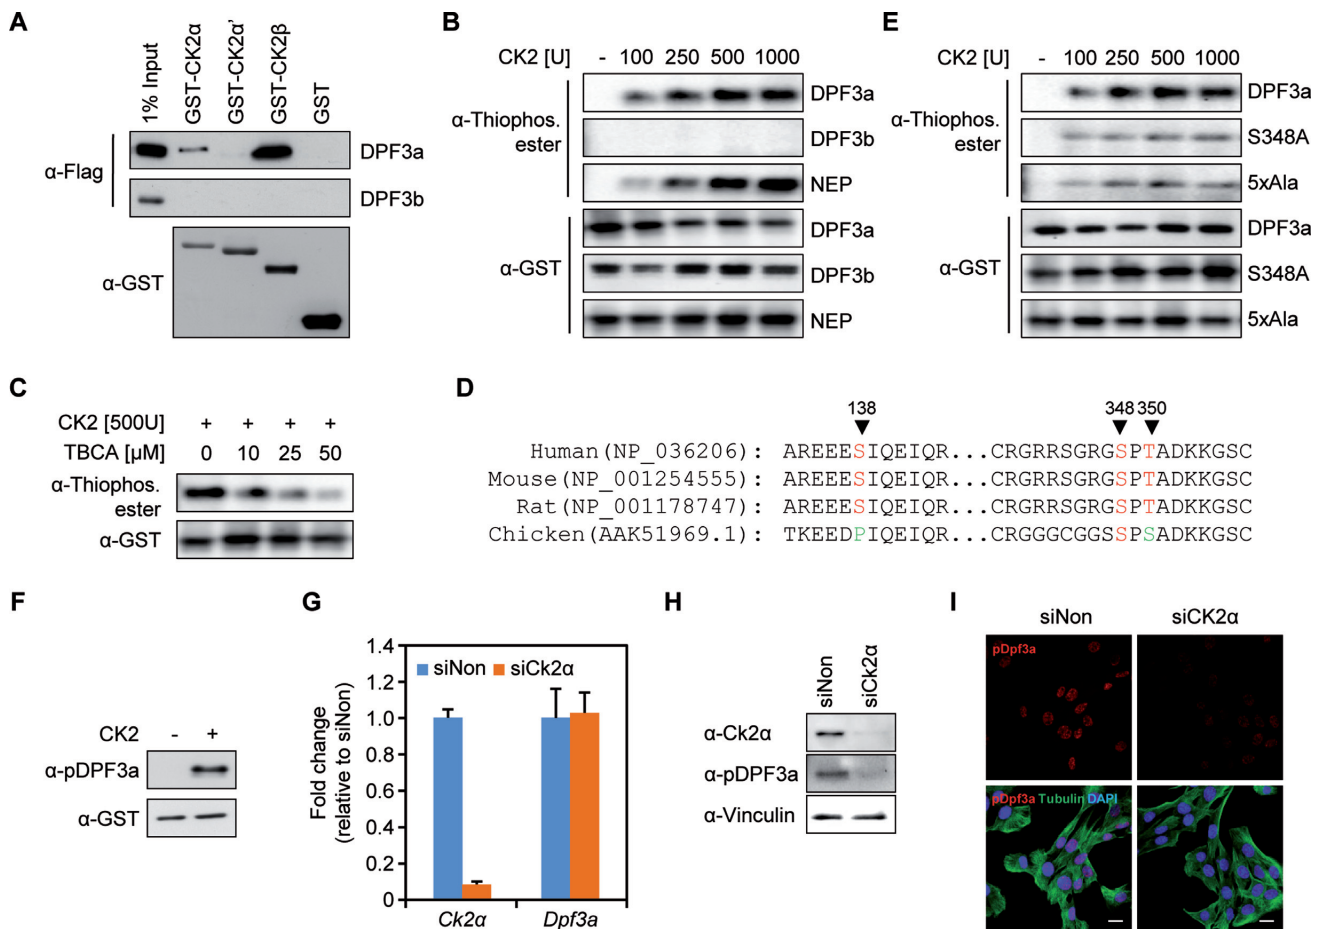 A
1% Input
GST-CK2α
GST-CK2α'
GST-CK2β
GST
α-Flag
DPF3a
DPF3b
α-GST
B
CK2 [U] - 100 250 500 1000
α-Thiophos.
ester
DPF3a
DPF3b
NEP
α-GST
DPF3a
DPF3b
NEP
E
CK2 [U] - 100 250 500 1000
α-Thiophos.
ester
DPF3a
S348A
5xAla
α-GST
DPF3a
S348A
5xAla
C
CK2 [500U] + + + +
TBCA [µM] 0 10 25 50
α-Thiophos.
ester
α-GST
D
138 348 350
Human(NP_036206): AREEESIQEIQR...CRGRRSGRGSPTADKKGSC
Mouse(NP_001254555): AREEESIQEIQR...CRGRRSGRGSPTADKKGSC
Rat(NP_001178747): AREEESIQEIQR...CRGRRSGRGSPTADKKGSC
Chicken(AAK51969.1): TKEEDPIQEIQR...CRGGGCGGSSPSADKKGSC
F
CK2 - +
α-pDPF3a
α-GST
G
Fold change
(relative to siNon)
1.4
1.2
1.0
0.8
0.6
0.4
0.2
0
siNon siCk2α
Ck2α Dpf3a
H
siNon
siCk2α
α-Ck2α
α-pDPF3a
α-Vinculin
I
siNon siCK2α
pDpf3a
pDpf3a Tubulin DAPI